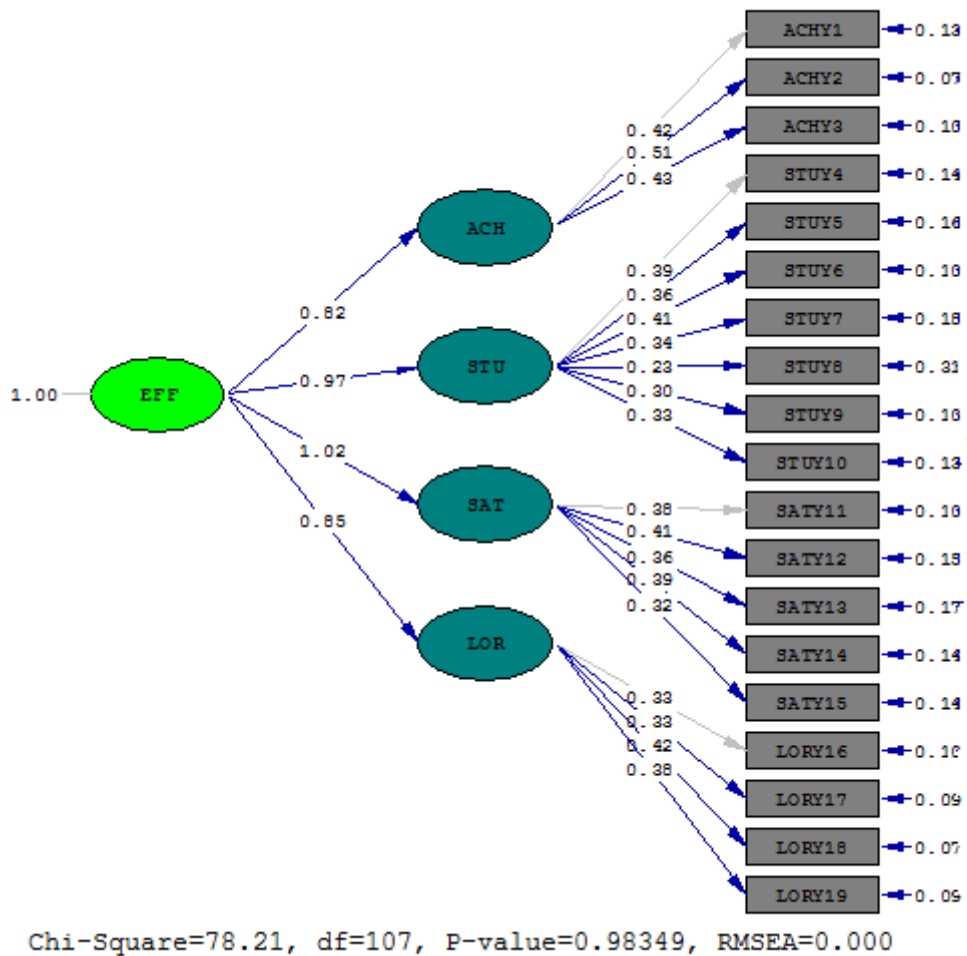 ACHY1 0.13
ACHY2 0.07
ACHY3 0.10
STUY4 0.14
STUY5 0.16
STUY6 0.10
STUY7 0.18
STUY8 0.31
STUY9 0.10
STUY10 0.13
SATY11 0.10
SATY12 0.15
SATY13 0.17
SATY14 0.14
SATY15 0.14
LORY16
LORY17 0.09
LORY18 0.07
LORY19 0.09
0.42
0.51
0.43
ACH
0.39
0.36
0.41
0.34
0.23
0.30
0.33
STU
0.38
0.41
0.36
0.39
0.32
SAT
0.33
0.33
0.42
0.38
LOR
0.82
0.97
1.02
0.85
1.00 EFF
Chi-Square=78.21, df=107, P-value=0.98349, RMSEA=0.000